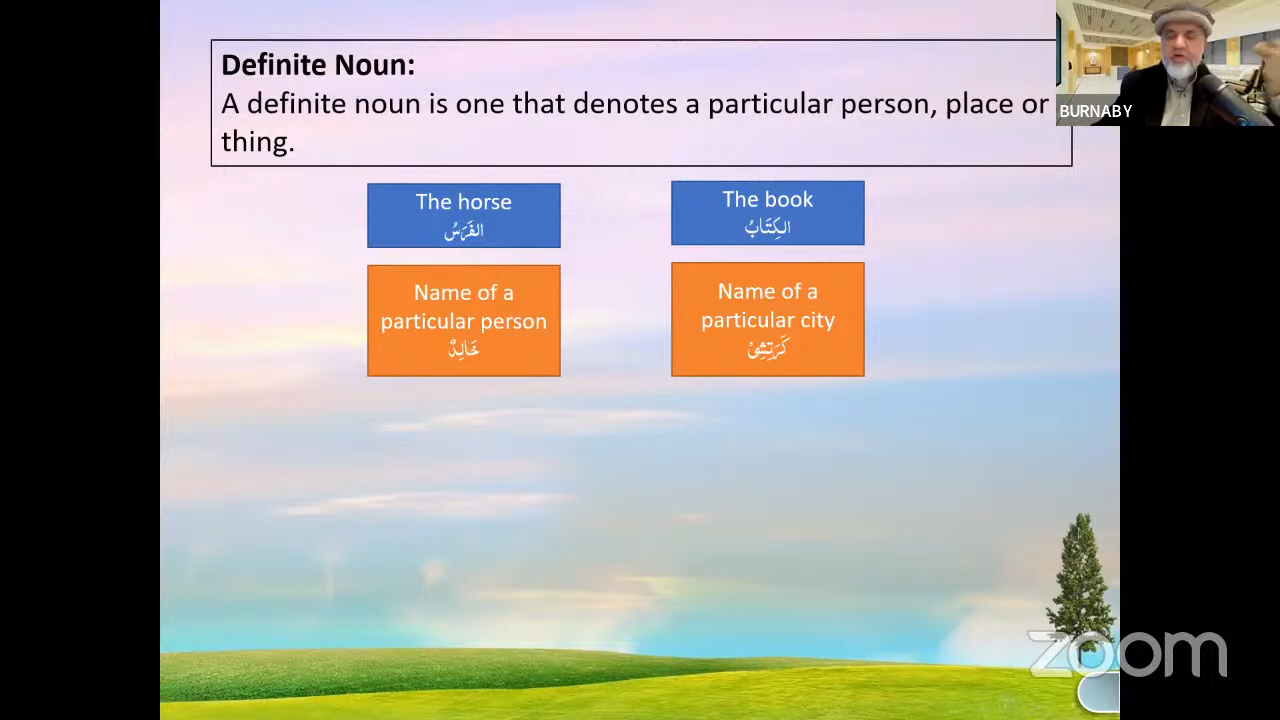 Definite Noun:
A definite noun is one that denotes a particular person, place or
thing.
The horse
الفَرَسُ
The book
الكِتَابُ
Name of a
particular person
خَالِدٌ
Name of a
particular city
كَرَتِشِیْ
BURNABY
zoom